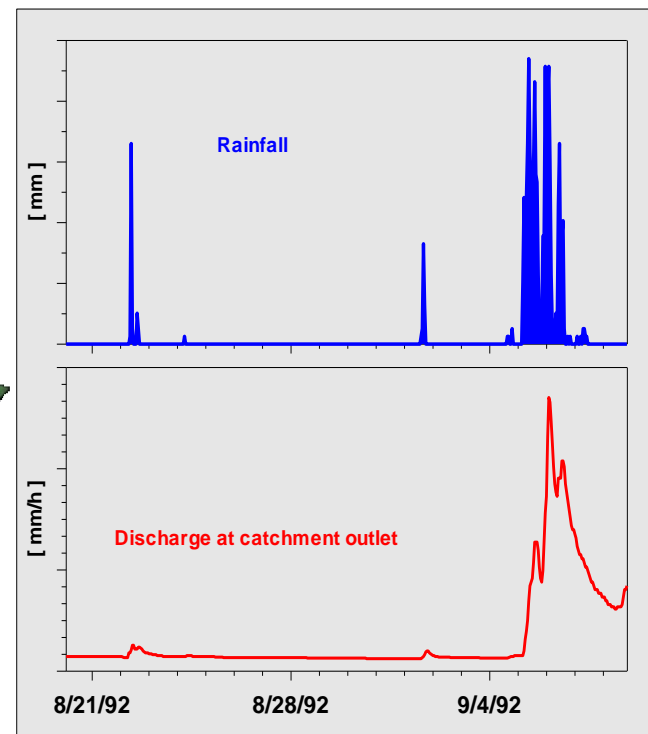 [ mm ]
Rainfall
[ mm/h ]
Discharge at catchment outlet
8/21/92 8/28/92 9/4/92